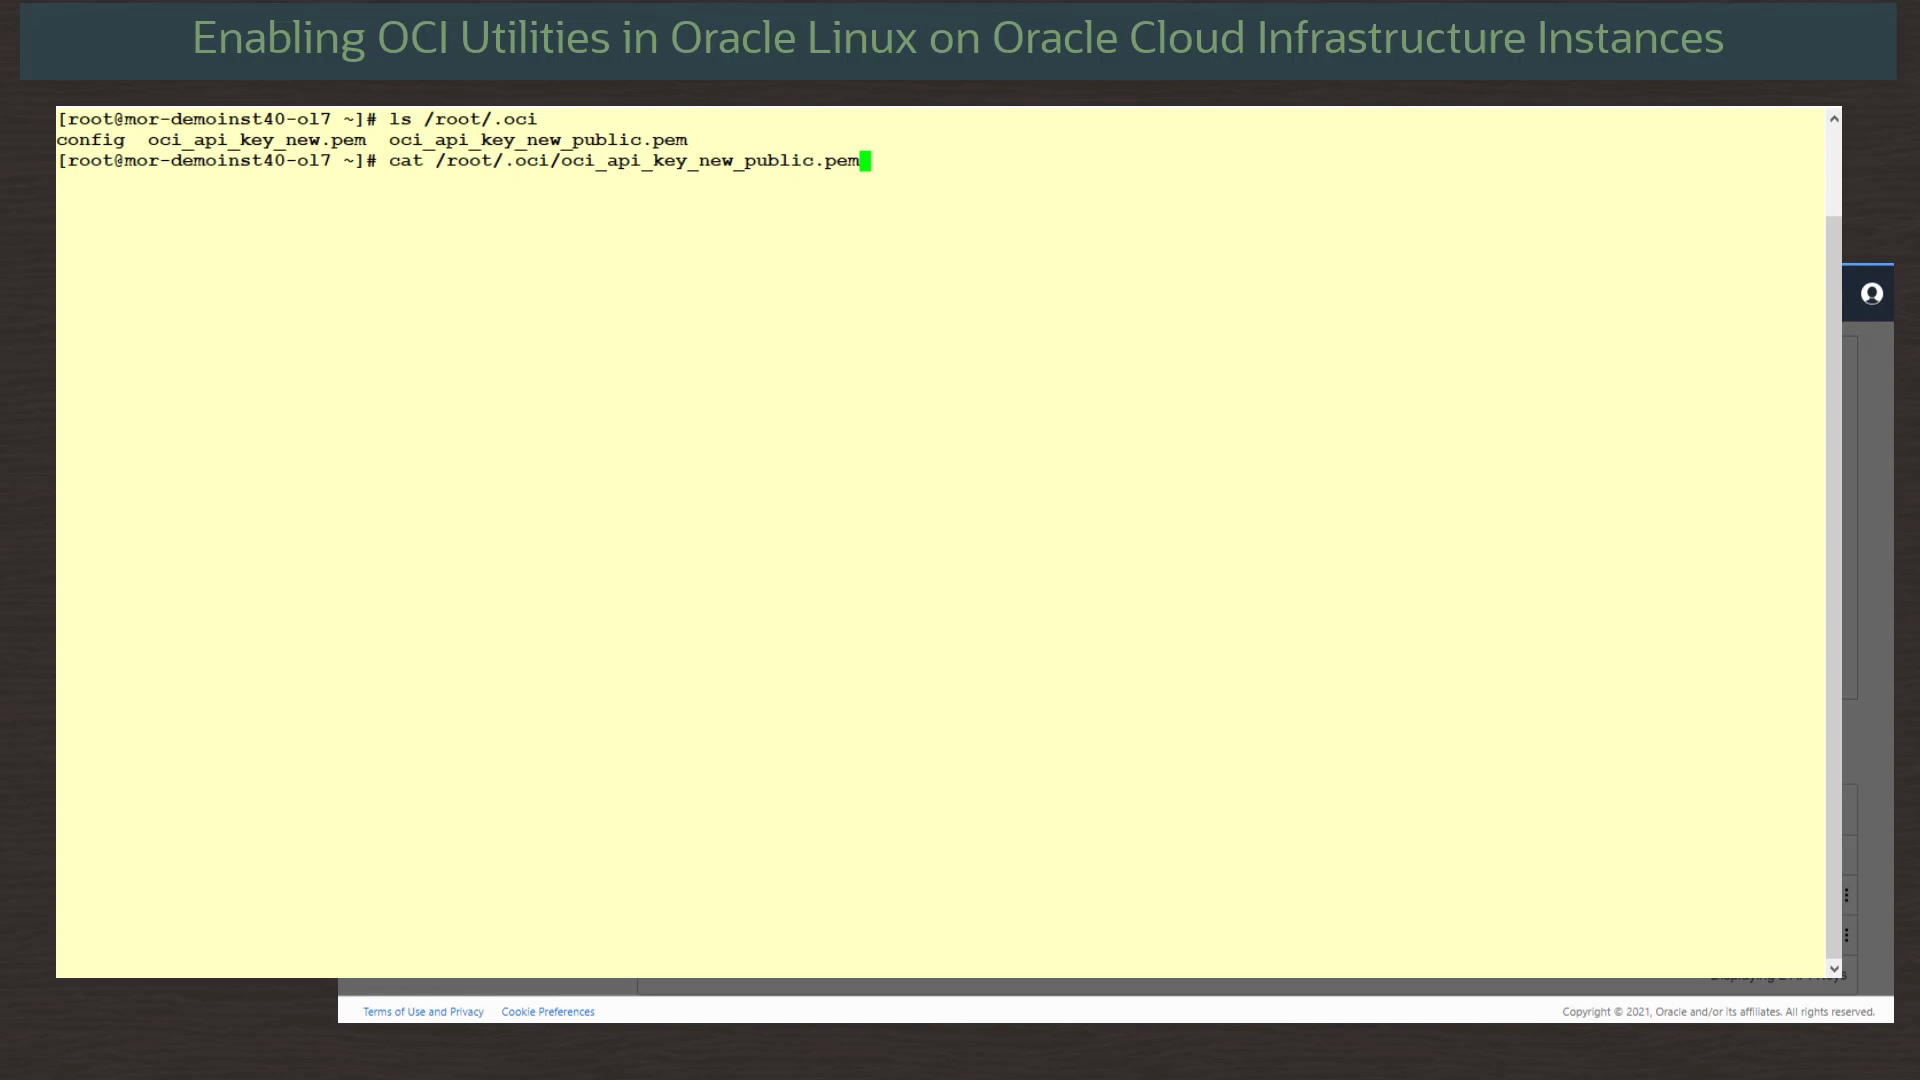 Enabling OCI Utilities in Oracle Linux on Oracle Cloud Infrastructure Instances
[root@mor-demoinst40-ol7 ~]# ls /root/.oci
config  oci_api_key_new.pem  oci_api_key_new_public.pem
[root@mor-demoinst40-ol7 ~]# cat /root/.oci/oci_api_key_new_public.pem
Terms of Use and Privacy  Cookie Preferences
Copyright © 2021, Oracle and/or its affiliates. All rights reserved.